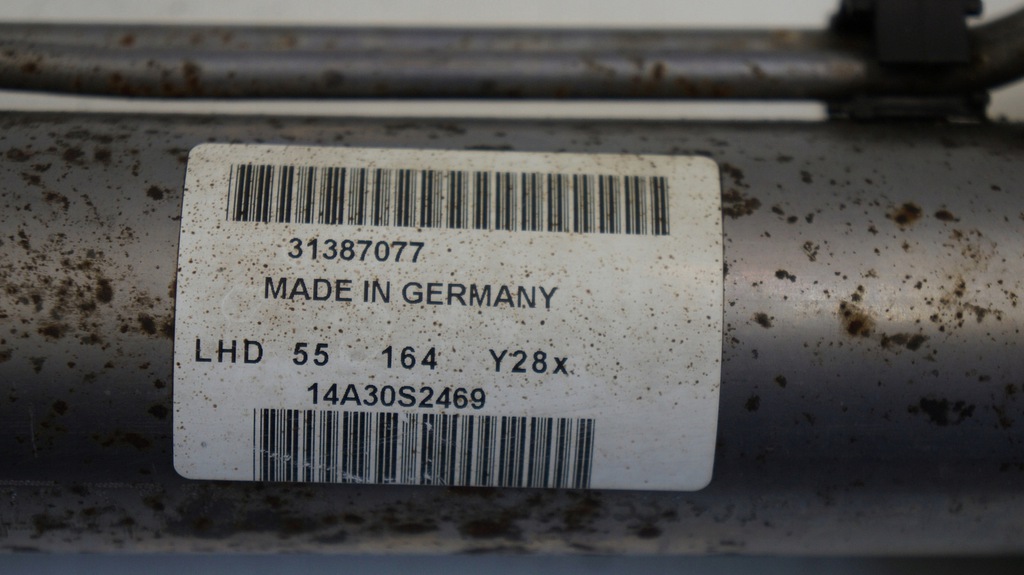 31387077
MADE IN GERMANY
LHD 55 164 Y28x
14A30S2469